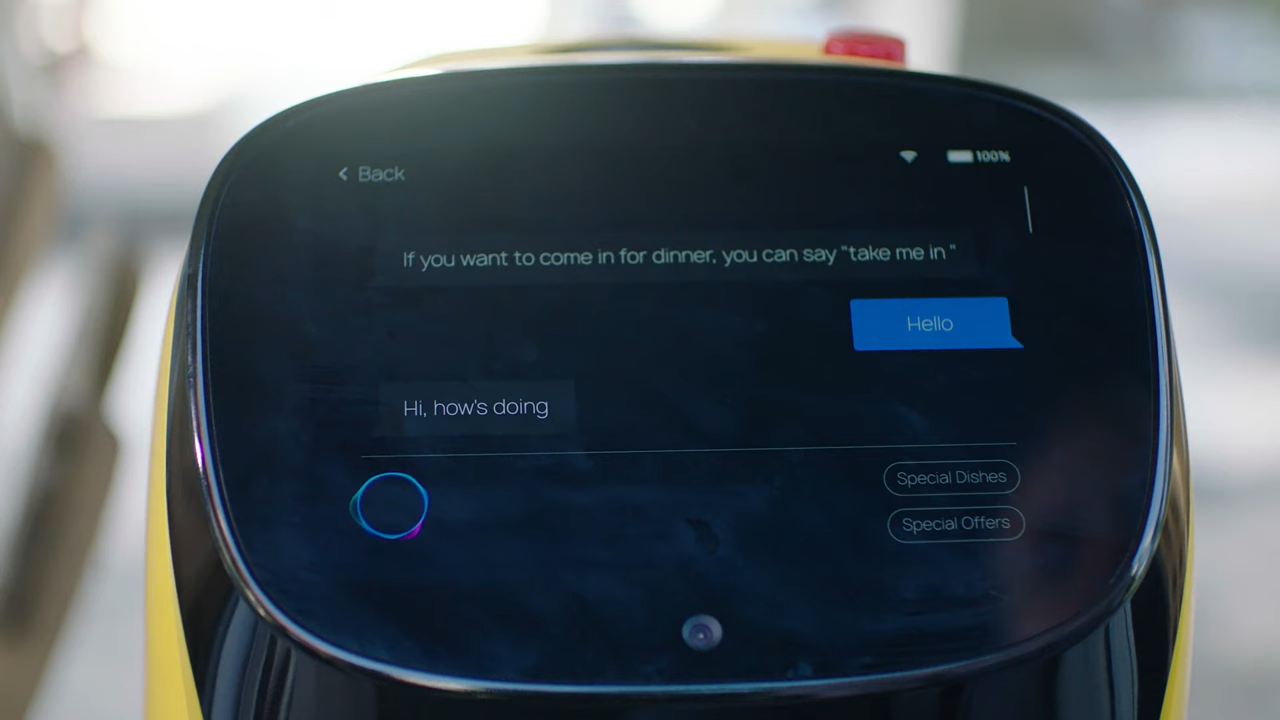 < Back
100%
If you want to come in for dinner, you can say "take me in "
Hello
Hi, how's doing
Special Dishes
Special Offers